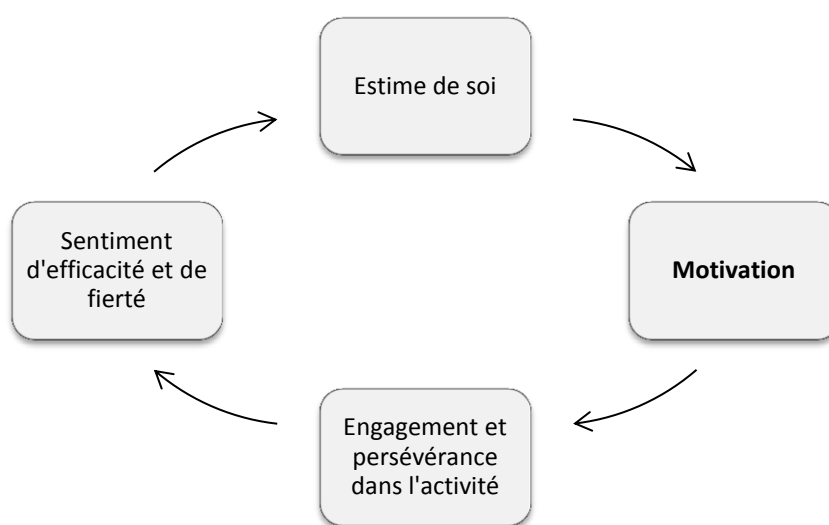 Estime de soi
Motivation
Engagement et
persévérance
dans l'activité
Sentiment
d'efficacité et de
fierté